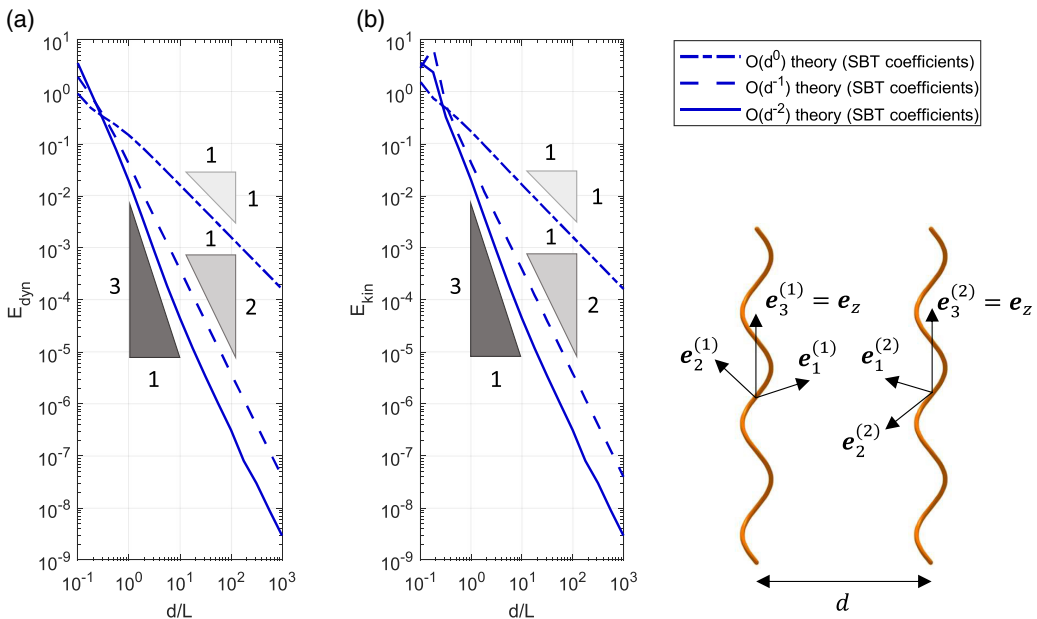 (a)
10¹
10⁰
10⁻¹
10⁻²
10⁻³
10⁻⁴
10⁻⁵
10⁻⁶
10⁻⁷
10⁻⁸
10⁻⁹
E_dyn
1
1
1
2
3
1
10⁻¹ 10⁰ 10¹ 10² 10³
d/L
(b)
10¹
10⁰
10⁻¹
10⁻²
10⁻³
10⁻⁴
10⁻⁵
10⁻⁶
10⁻⁷
10⁻⁸
10⁻⁹
E_kin
1
1
1
2
3
1
10⁻¹ 10⁰ 10¹ 10² 10³
d/L
O(d⁰) theory (SBT coefficients)
O(d⁻¹) theory (SBT coefficients)
O(d⁻²) theory (SBT coefficients)
e₃⁽¹⁾ = e_z
e₂⁽¹⁾
e₁⁽¹⁾
e₃⁽²⁾ = e_z
e₁⁽²⁾
e₂⁽²⁾
d